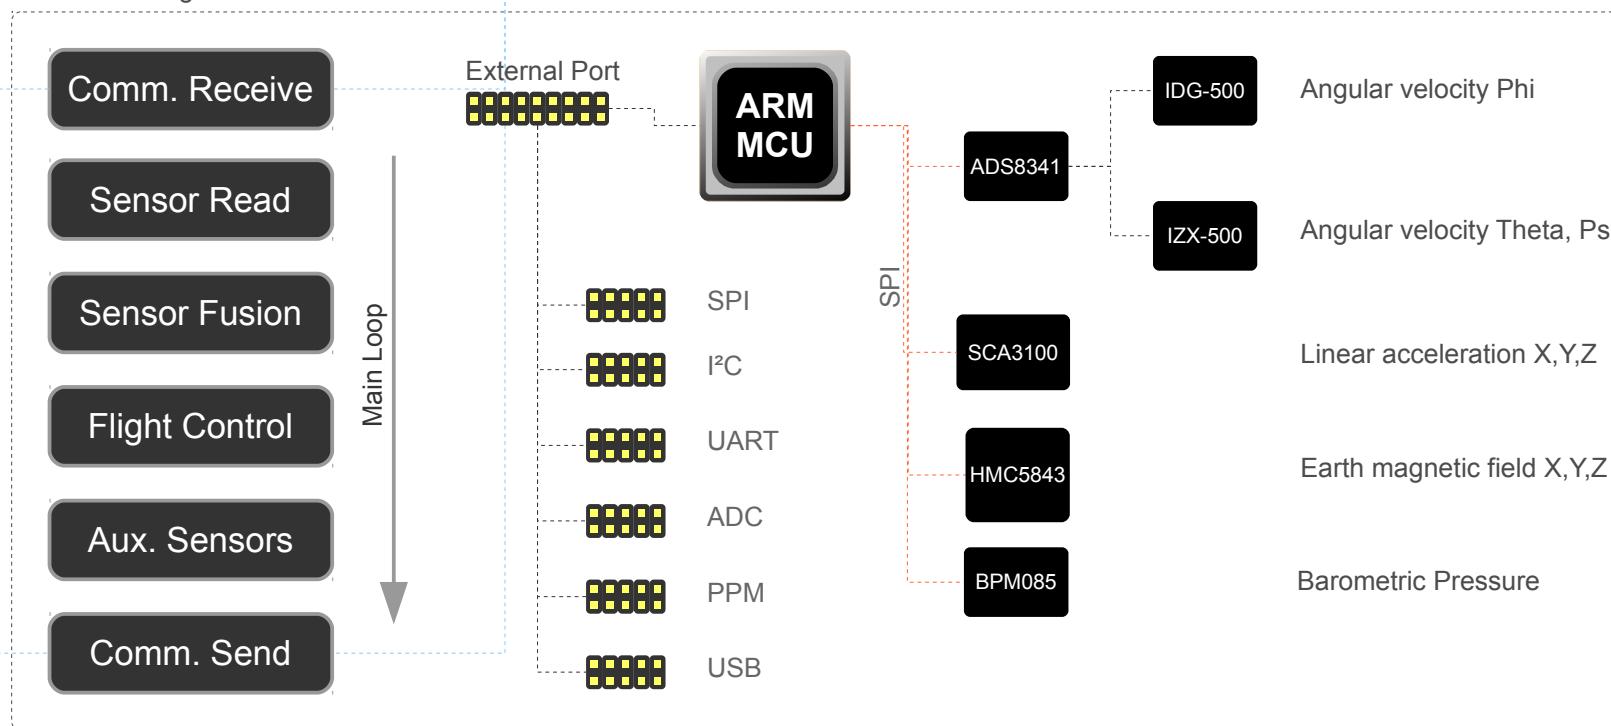 Comm. Receive
Sensor Read
Sensor Fusion
Flight Control
Aux. Sensors
Comm. Send
Main Loop
External Port
SPI
I²C
UART
ADC
PPM
USB
ARM
MCU
SPI
ADS8341
IDG-500
Angular velocity Phi
IZX-500
Angular velocity Theta, Ps
SCA3100
Linear acceleration X,Y,Z
HMC5843
Earth magnetic field X,Y,Z
BPM085
Barometric Pressure